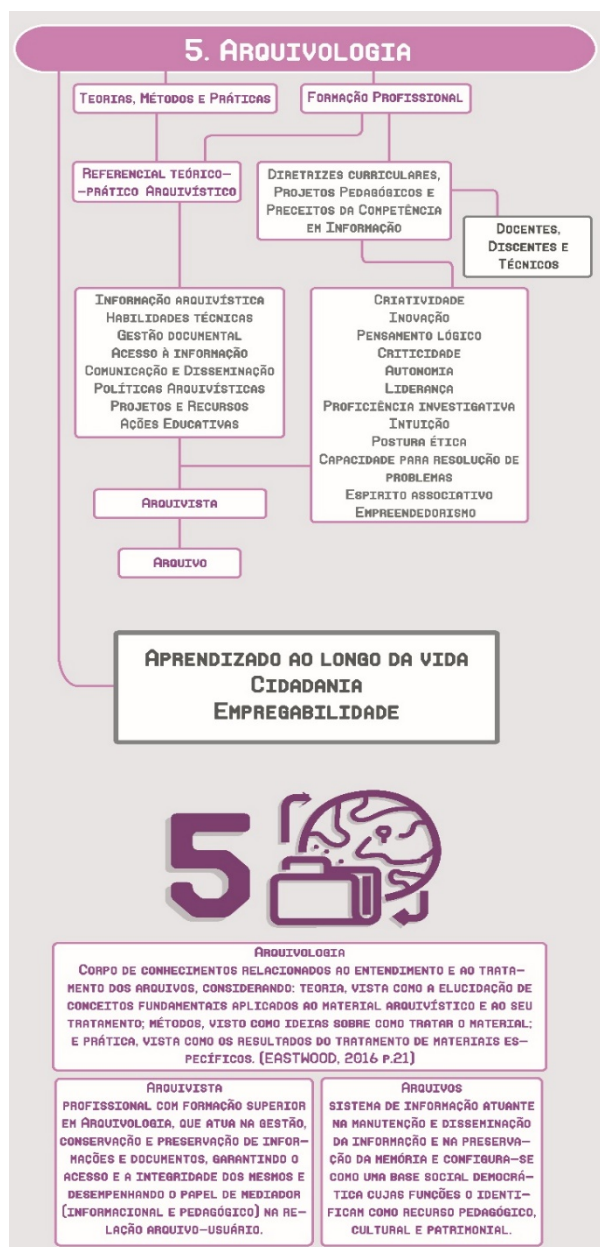 5. Arquivologia
Teorias, Métodos e Práticas
Formação Profissional
Referencial teórico-
-prático Arquivístico
Diretrizes curriculares,
Projetos Pedagógicos e
Preceitos da Competência
em Informação
Docentes,
Discentes e
Técnicos
Informação arquivística
Habilidades técnicas
Gestão documental
Acesso à informação
Comunicação e Disseminação
Políticas Arquivísticas
Projetos e Recursos
Ações Educativas
Criatividade
Inovação
Pensamento lógico
Criticidade
Autonomia
Liderança
Proficiência investigativa
Intuição
Postura ética
Capacidade para resolução de
problemas
Espírito associativo
Empreendedorismo
Arquivista
Arquivo
Aprendizado ao longo da vida
Cidadania
Empregabilidade
5
Arquivologia
Corpo de conhecimentos relacionados ao entendimento e ao trata-
mento dos arquivos, considerando: teoria, vista como a elucidação de
conceitos fundamentais aplicados ao material arquivístico e ao seu
tratamento; métodos, visto como ideias sobre como tratar o material;
e prática, vista como os resultados do tratamento de materiais es-
pecíficos. (EASTWOOD, 2016 p.21)
Arquivista
profissional com formação superior
em Arquivologia, que atua na gestão,
conservação e preservação de infor-
mações e documentos, garantindo o
acesso e a integridade dos mesmos e
desempenhando o papel de mediador
(informacional e pedagógico) na re-
lação arquivo-usuário.
Arquivos
sistema de informação atuante
na manutenção e disseminação
da informação e na preserva-
ção da memória e configura-se
como uma base social democrá-
tica cujas funções o identi-
ficam como recurso pedagógico,
cultural e patrimonial.